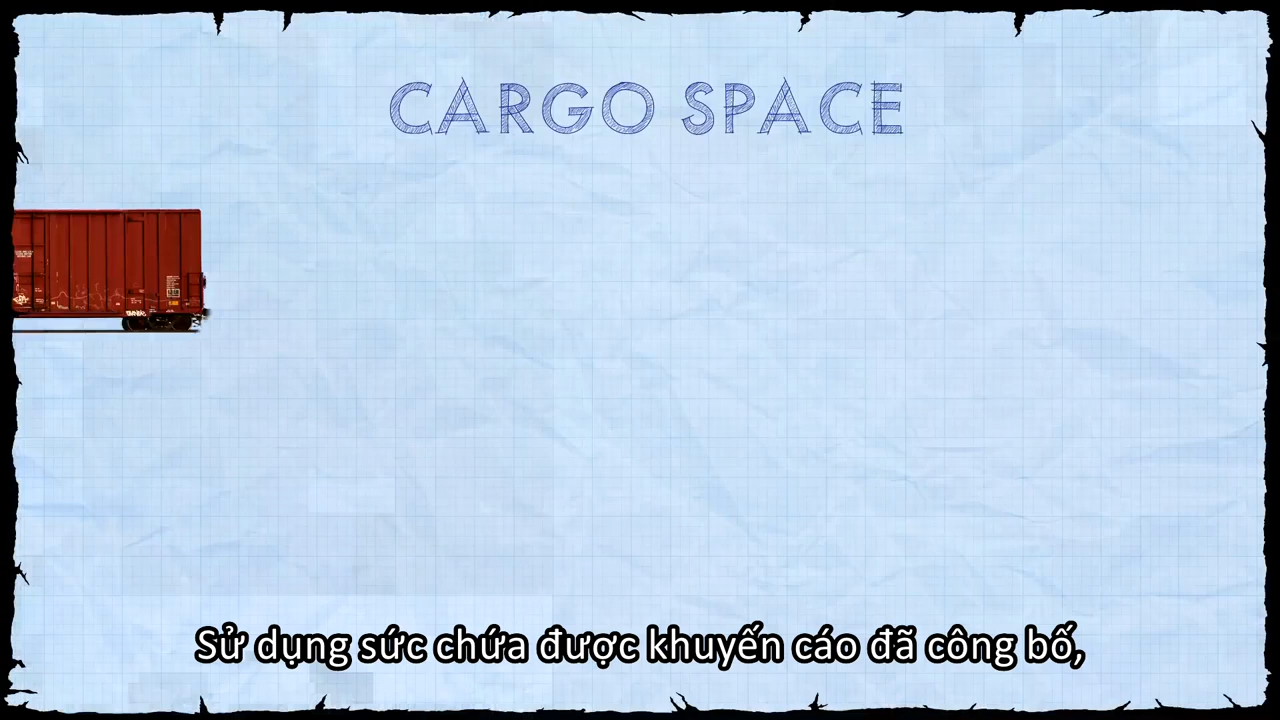 CARGO SPACE
Sử dụng sức chứa được khuyến cáo đã công bố,